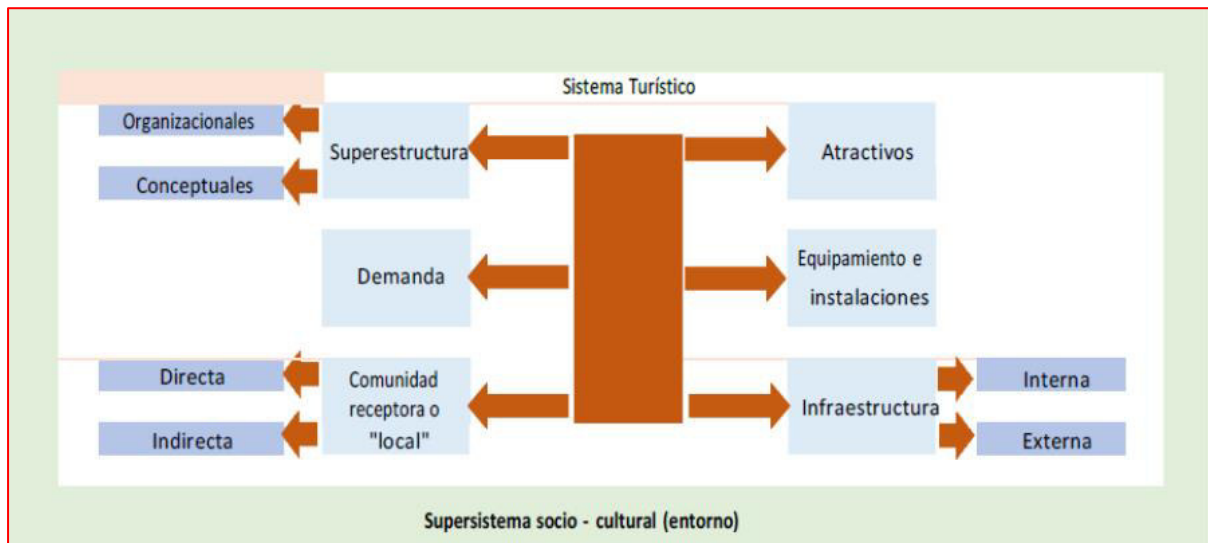 Sistema Turístico
Organizacionales
Conceptuales
Superestructura
Atractivos
Demanda
Equipamiento e
instalaciones
Directa
Indirecta
Comunidad
receptora o
"local"
Infraestructura
Interna
Externa
Supersistema socio - cultural (entorno)